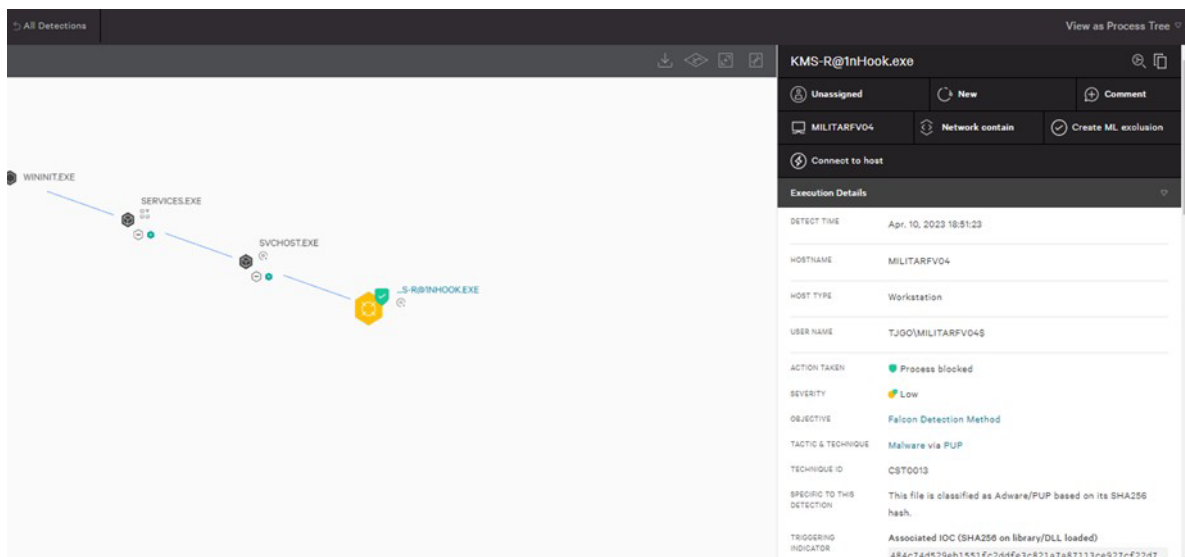 All Detections
View as Process Tree
WININIT.EXE
SERVICES.EXE
SVCHOST.EXE
...S-R@1NHOOK.EXE
KMS-R@1nHook.exe
Unassigned
New
Comment
MILITARFV04
Network contain
Create ML exclusion
Connect to host
Execution Details
DETECT TIME Apr. 10, 2023 18:51:23
HOSTNAME MILITARFV04
HOST TYPE Workstation
USER NAME TJGO\MILITARFV04$
ACTION TAKEN Process blocked
SEVERITY Low
OBJECTIVE Falcon Detection Method
TACTIC & TECHNIQUE Malware via PUP
TECHNIQUE ID CST0013
SPECIFIC TO THIS DETECTION This file is classified as Adware/PUP based on its SHA256
hash.
TRIGGERING INDICATOR Associated IOC (SHA256 on library/DLL loaded)